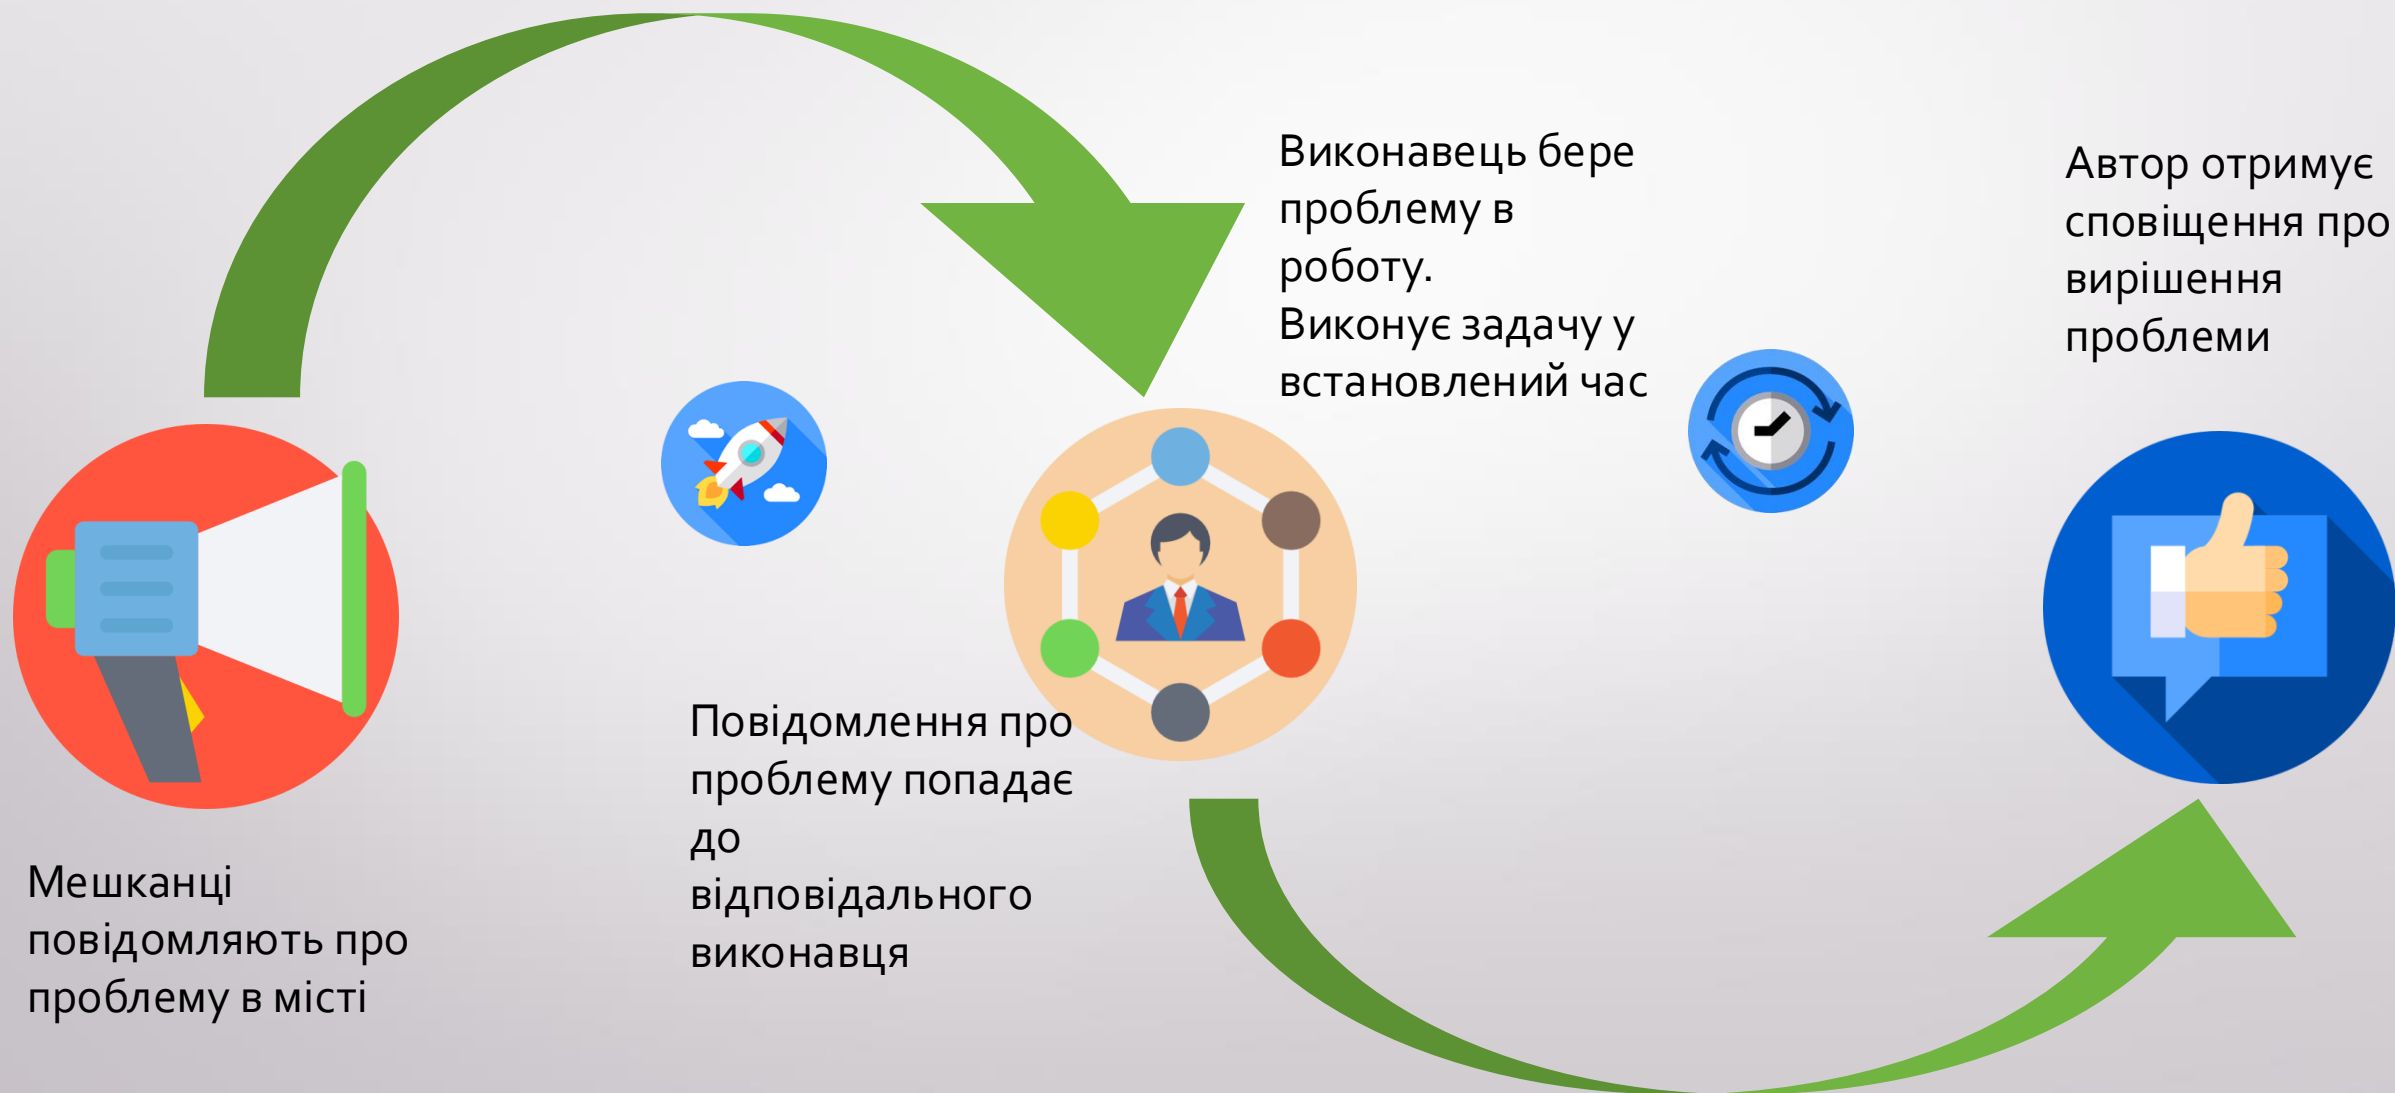 Мешканці
повідомляють про
проблему в місті
Повідомлення про
проблему попадає
до
відповідального
виконавця
Виконавець бере
проблему в
роботу.
Виконує задачу у
встановлений час
Автор отримує
сповіщення про
вирішення
проблеми